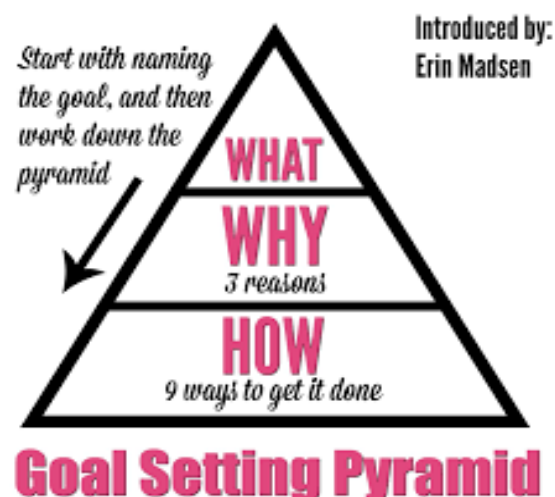 Introduced by:
Erin Madsen
Start with naming
the goal, and then
work down the
pyramid
WHAT
WHY
3 reasons
HOW
9 ways to get it done
Goal Setting Pyramid